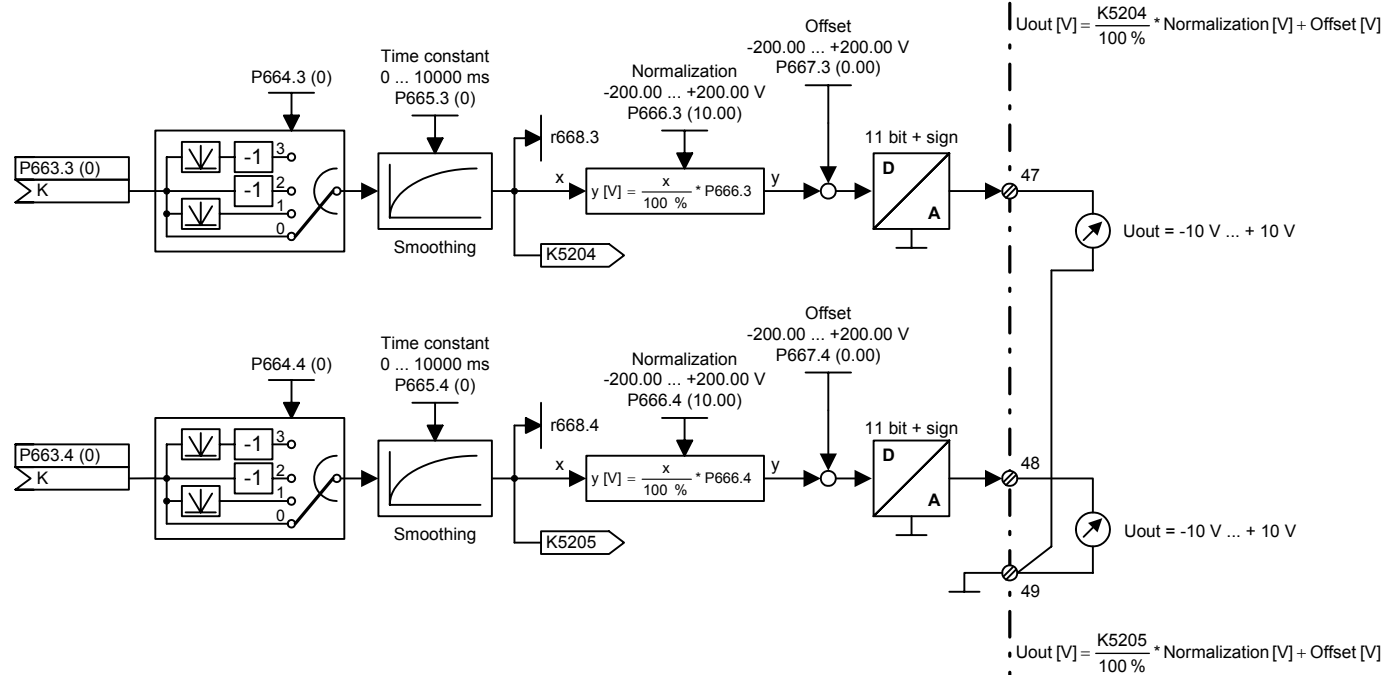 Uout [V] = K5204 / 100 % * Normalization [V] + Offset [V]
P664.3 (0)
Time constant
0 ... 10000 ms
P665.3 (0)
Normalization
-200.00 ... +200.00 V
P666.3 (10.00)
Offset
-200.00 ... +200.00 V
P667.3 (0.00)
P663.3 (0)
K
-1
3
-1
2
1
0
Smoothing
r668.3
x
y [V] = x / 100 % * P666.3
y
K5204
11 bit + sign
D
A
47
Uout = -10 V ... + 10 V
P664.4 (0)
Time constant
0 ... 10000 ms
P665.4 (0)
Normalization
-200.00 ... +200.00 V
P666.4 (10.00)
Offset
-200.00 ... +200.00 V
P667.4 (0.00)
P663.4 (0)
K
-1
3
-1
2
1
0
Smoothing
r668.4
x
y [V] = x / 100 % * P666.4
y
K5205
11 bit + sign
D
A
48
Uout = -10 V ... + 10 V
49
Uout [V] = K5205 / 100 % * Normalization [V] + Offset [V]